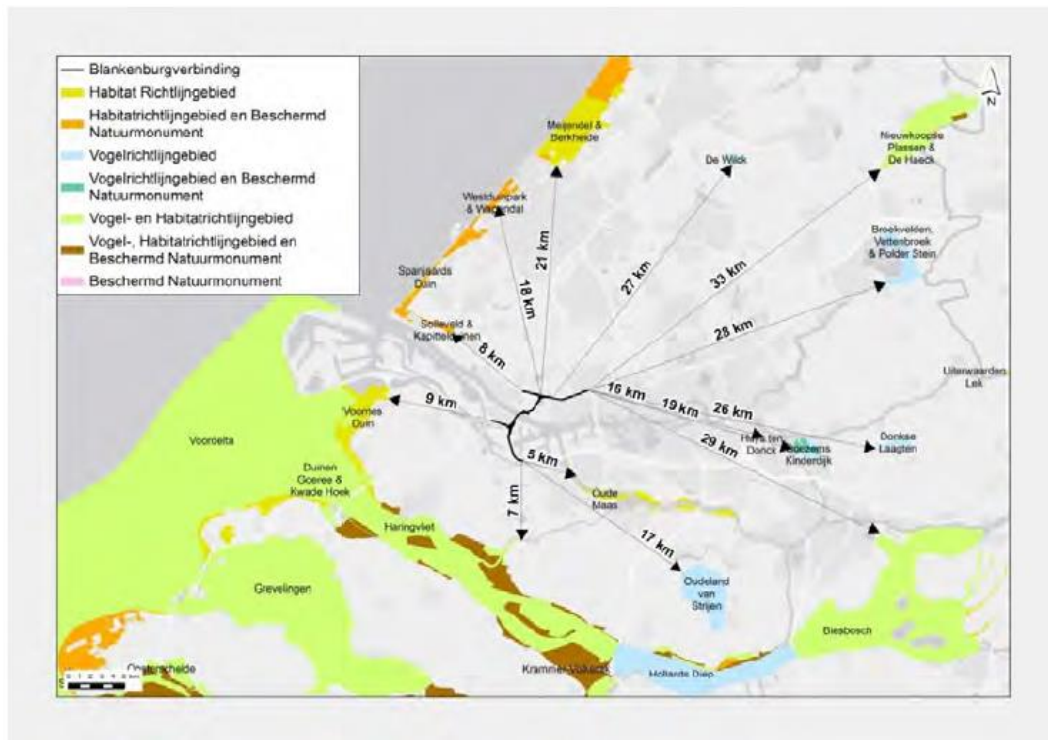 Blankenburgverbinding
Habitat Richtlijngebied
Habitatrichtlijngebied en Beschermd
Natuurmonument
Vogelrichtlijngebied
Vogelrichtlijngebied en Beschermd
Natuurmonument
Vogel- en Habitatrichtlijngebied
Vogel-, Habitatrichtlijngebied en
Beschermd Natuurmonument
Beschermd Natuurmonument
N
Meijendel &
Berkheide
De Wilck
Nieuwkoopse
Plassen &
De Haeck
Westduinpark
& Wapendal
Broekvelden,
Vettenbroek
& Polder Stein
Spanjaards
Duin
21 km
27 km
33 km
18 km
Solleveld &
Kapittelduinen
28 km
8 km
Uiterwaarden
Lek
16 km
19 km
26 km
9 km
Voornes
Duin
29 km
Huys ten
Donck
Boezems
Kinderdijk
Donkse
Laagten
Voordelta
5 km
Duinen
Goeree &
Kwade Hoek
7 km
Oude
Maas
Haringvliet
17 km
Grevelingen
Oudeland
van
Strijen
Biesbosch
Oosterschelde
Krammer-Volkerak
Hollands Diep